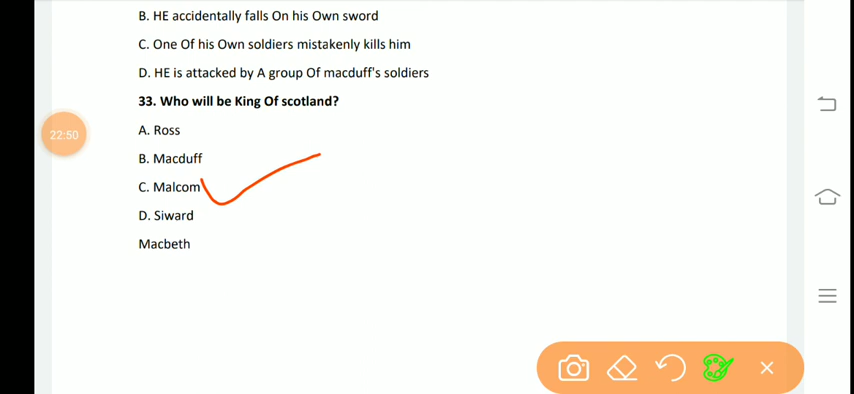 B. HE accidentally falls On his Own sword
C. One Of his Own soldiers mistakenly kills him
D. HE is attacked by A group Of macduff's soldiers
33. Who will be King Of scotland?
A. Ross
22:50
B. Macduff
C. Malcom
D. Siward
Macbeth